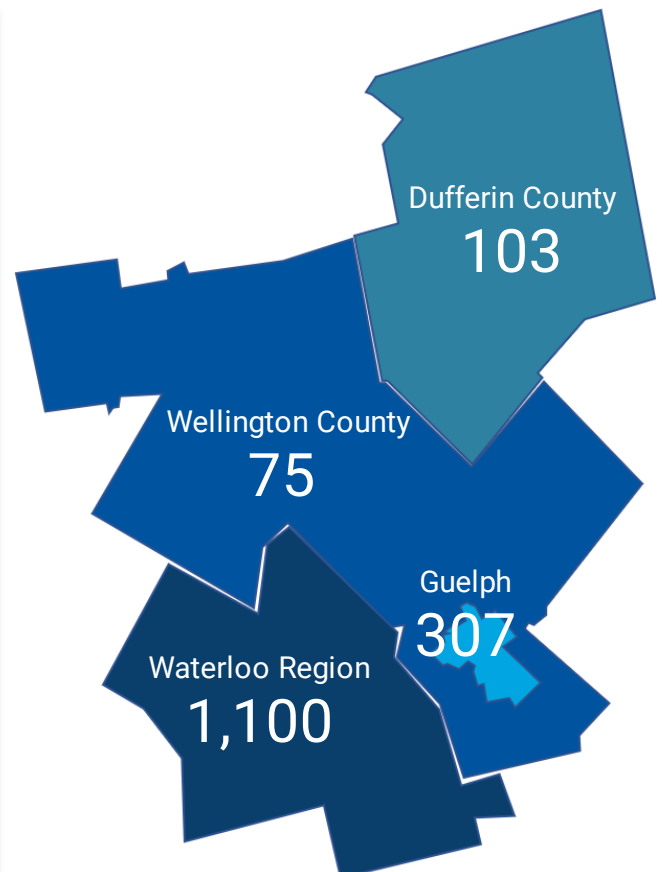 Dufferin County
103
Wellington County
75
Guelph
307
Waterloo Region
1,100